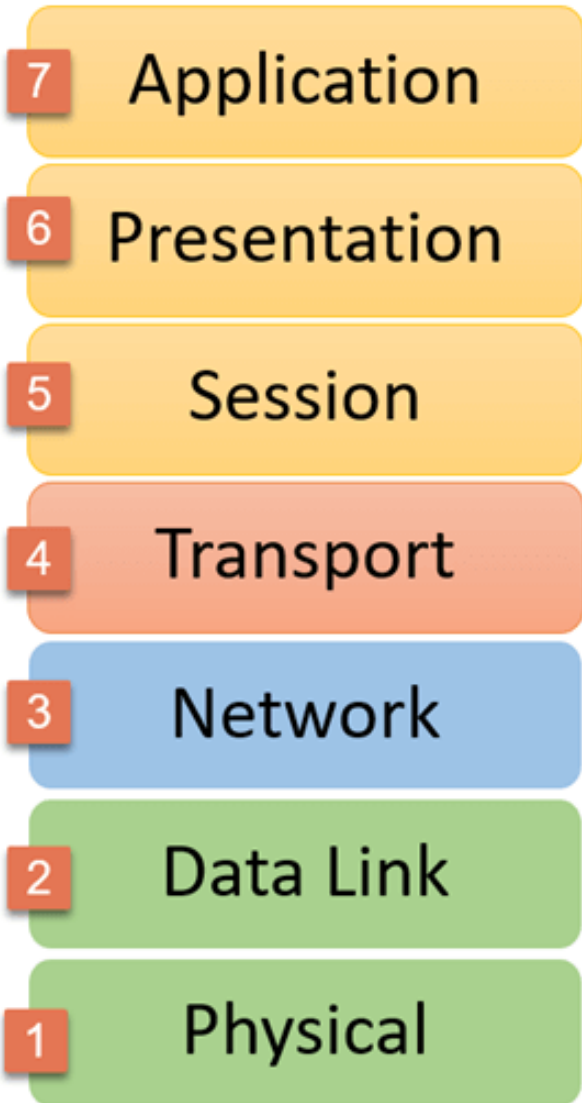 7 Application
6 Presentation
5 Session
4 Transport
3 Network
2 Data Link
1 Physical